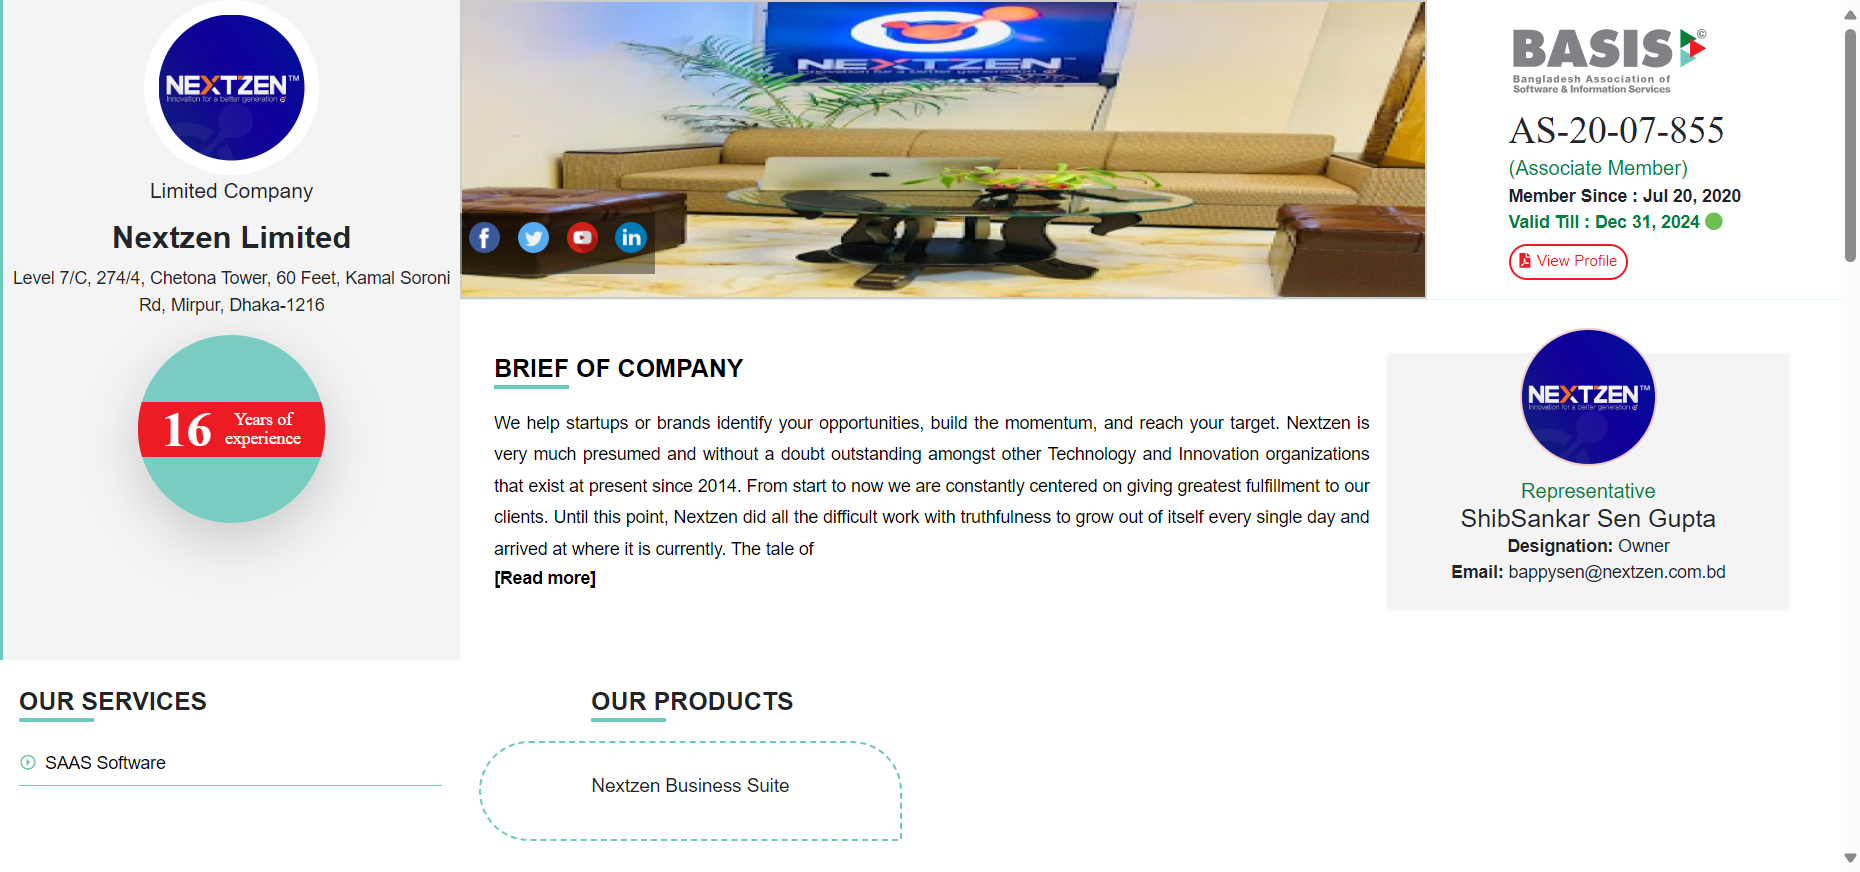 NEXTZEN™
Innovation for a better generation
Limited Company
Nextzen Limited
Level 7/C, 274/4, Chetona Tower, 60 Feet, Kamal Soroni
Rd, Mirpur, Dhaka-1216
16 Years of
experience
NEXTZEN
Innovation for a better generation
BASIS©
Bangladesh Association of
Software & Information Services
AS-20-07-855
(Associate Member)
Member Since : Jul 20, 2020
Valid Till : Dec 31, 2024
View Profile
BRIEF OF COMPANY
We help startups or brands identify your opportunities, build the momentum, and reach your target. Nextzen is
very much presumed and without a doubt outstanding amongst other Technology and Innovation organizations
that exist at present since 2014. From start to now we are constantly centered on giving greatest fulfillment to our
clients. Until this point, Nextzen did all the difficult work with truthfulness to grow out of itself every single day and
arrived at where it is currently. The tale of
[Read more]
NEXTZEN™
Innovation for a better generation
Representative
ShibSankar Sen Gupta
Designation: Owner
Email: bappysen@nextzen.com.bd
OUR SERVICES
SAAS Software
OUR PRODUCTS
Nextzen Business Suite